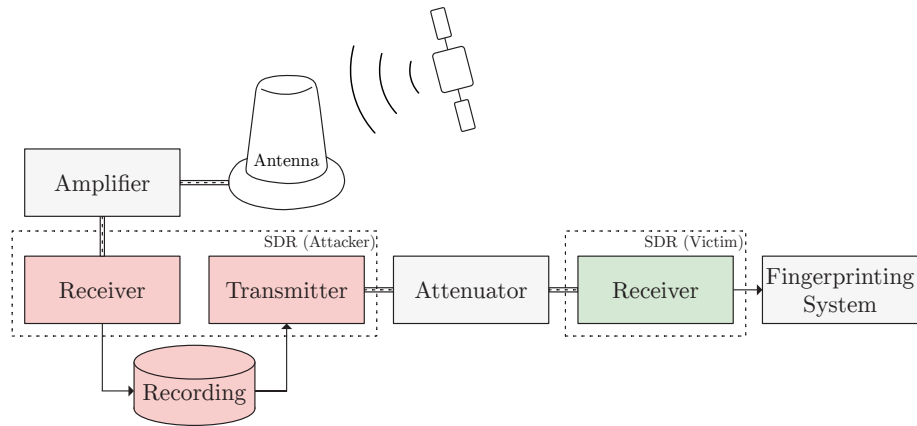 Antenna
Amplifier
SDR (Attacker)
SDR (Victim)
Receiver
Transmitter
Attenuator
Receiver
Fingerprinting
System
Recording